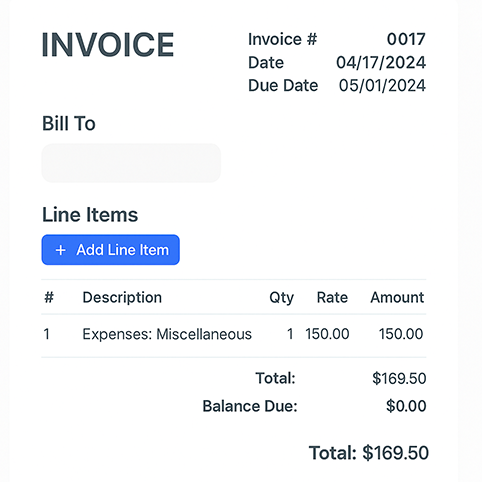 INVOICE
Invoice # 0017
Date 04/17/2024
Due Date 05/01/2024
Bill To
Line Items
+ Add Line Item
# Description Qty Rate Amount
1 Expenses: Miscellaneous 1 150.00 150.00
Total: $169.50
Balance Due: $0.00
Total: $169.50